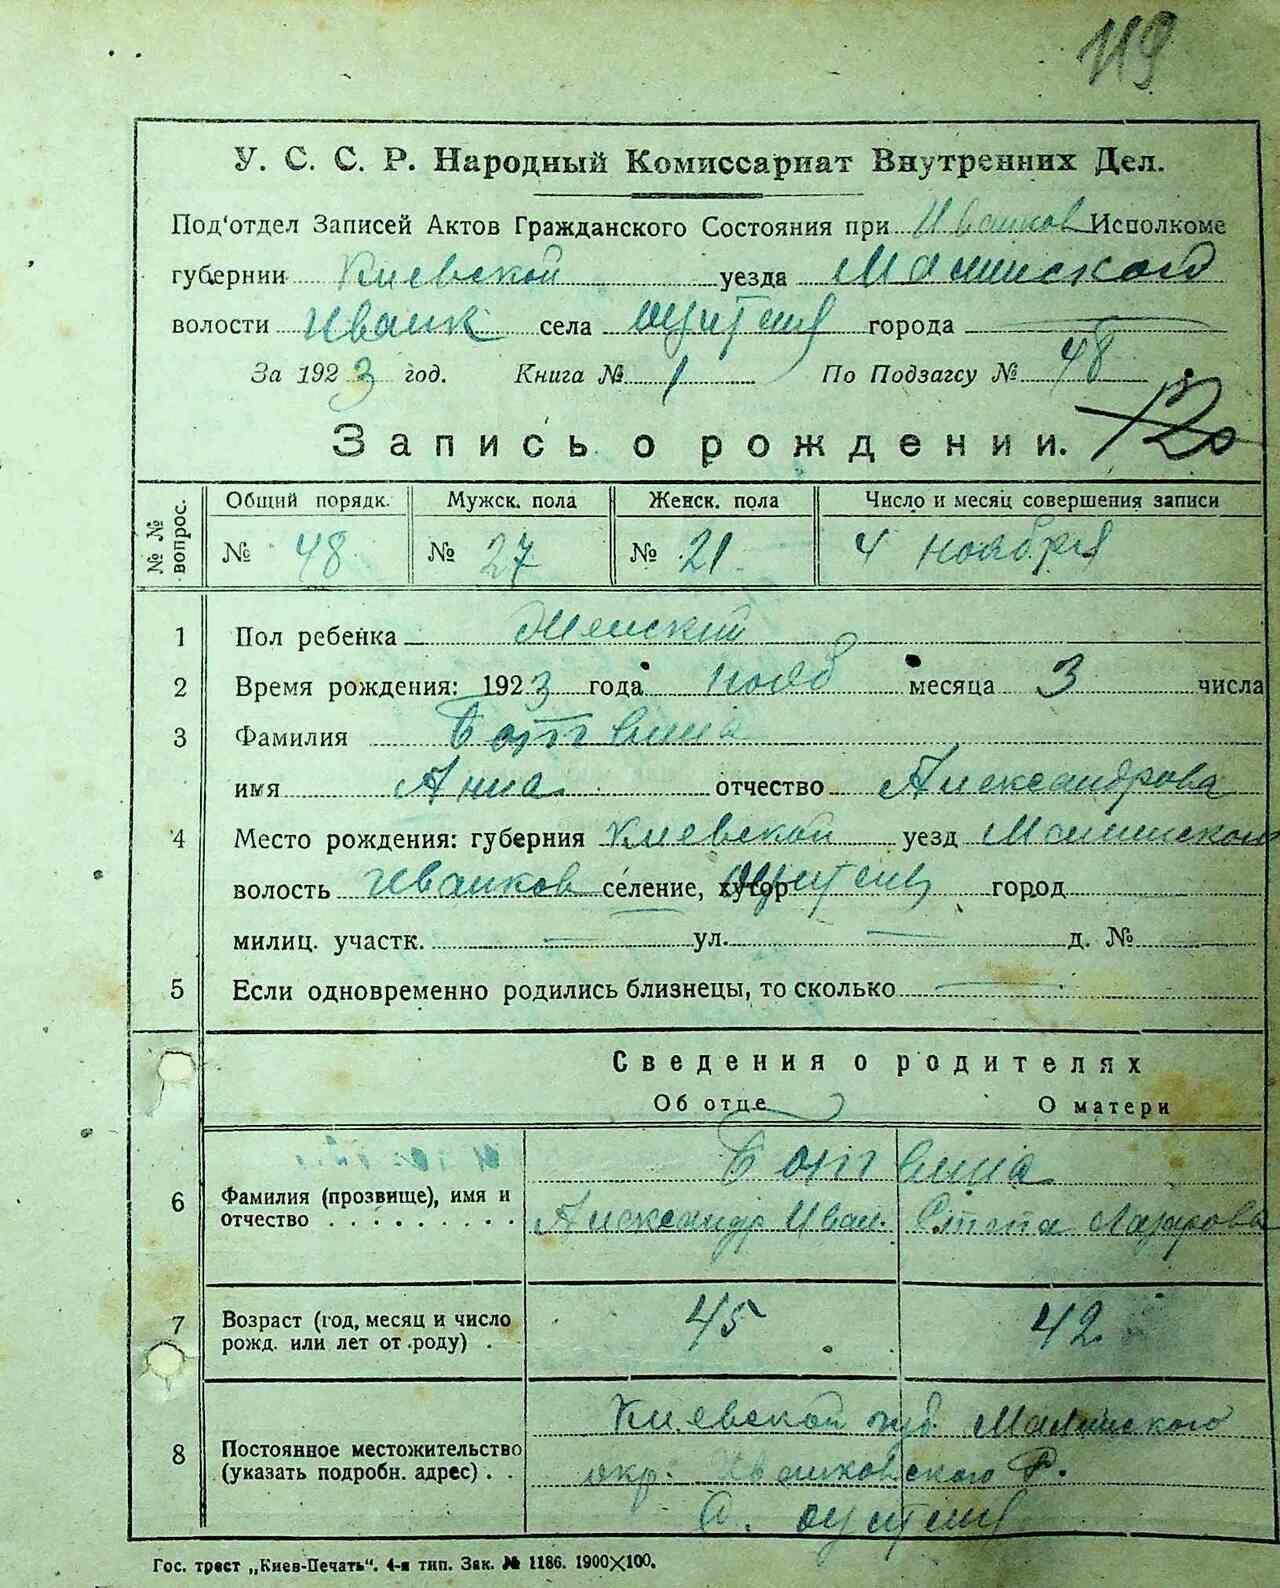 119
У. С. С. Р. Народный Комиссариат Внутренних Дел.
Под'отдел Записей Актов Гражданского Состояния при Иванков Исполкоме
губернии Киевской уезда Малинского
волости Иванк села города
За 1923 год. Книга № 1 По Подзагсу № 48
Запись о рождении. 120
№№ вопрос. Общий порядк. Мужск. пола Женск. пола Число и месяц совершения записи
№ 48 № 27 № 21 4 ноября
1 Пол ребенка Женский
2 Время рождения: 1923 года нояб месяца 3 числа
3 Фамилия Ботвина
имя Анна отчество Александрова
4 Место рождения: губерния Киевской уезд Малинского
волость Иванков селение, хутор город
милиц. участк. ул. д. №
5 Если одновременно родились близнецы, то сколько
Сведения о родителях
Об отце О матери
6 Фамилия (прозвище), имя и отчество Ботвина
Александр Иван. Лазарова
7 Возраст (год, месяц и число рожд. или лет от роду) 45 42
8 Постоянное местожительство (указать подробн. адрес) Киевской губ. Малинского
окр. Иванковского Р.
с.
Гос. трест „Киев-Печать". 4-я тип. Зак. № 1186. 1900×100.